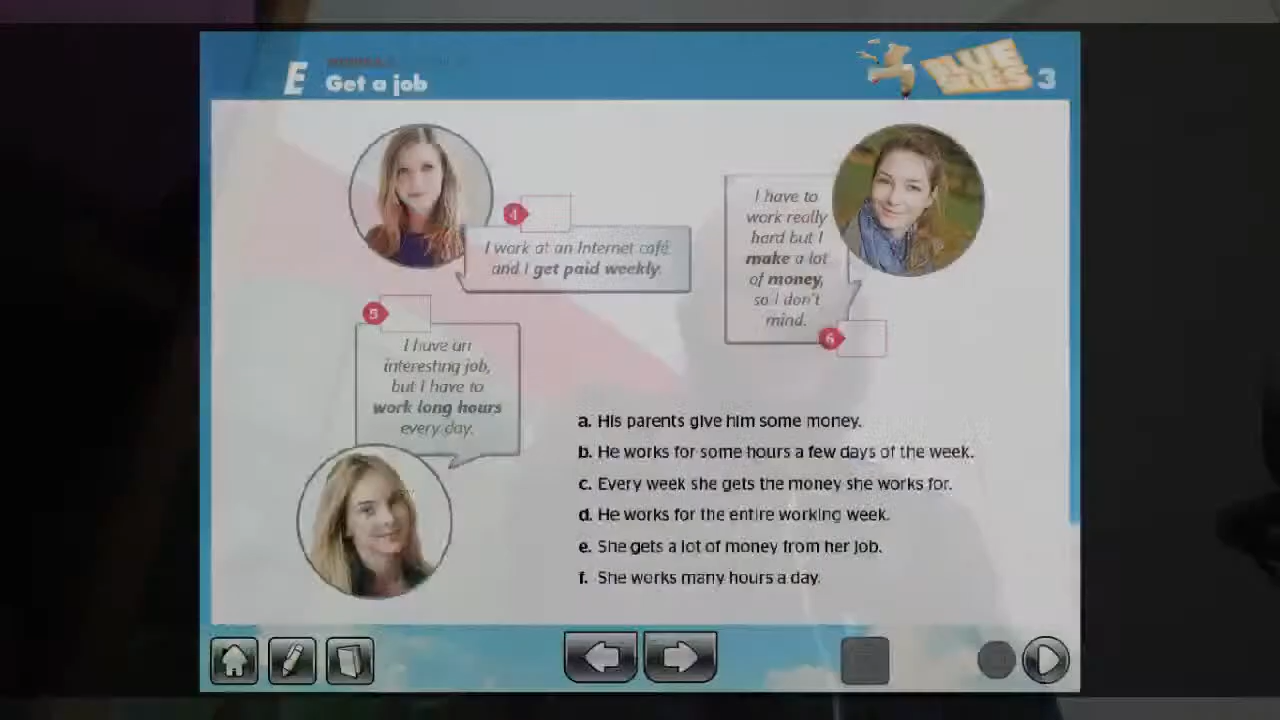 E
Get a job
BLUE
SKIES 3
4
I work at an Internet café
and I get paid weekly.
I have to
work really
hard but I
make a lot
of money,
so I don't
mind.
6
5
I have an
interesting job,
but I have to
work long hours
every day.
a. His parents give him some money.
b. He works for some hours a few days of the week.
c. Every week she gets the money she works for.
d. He works for the entire working week.
e. She gets a lot of money from her job.
f. She works many hours a day.